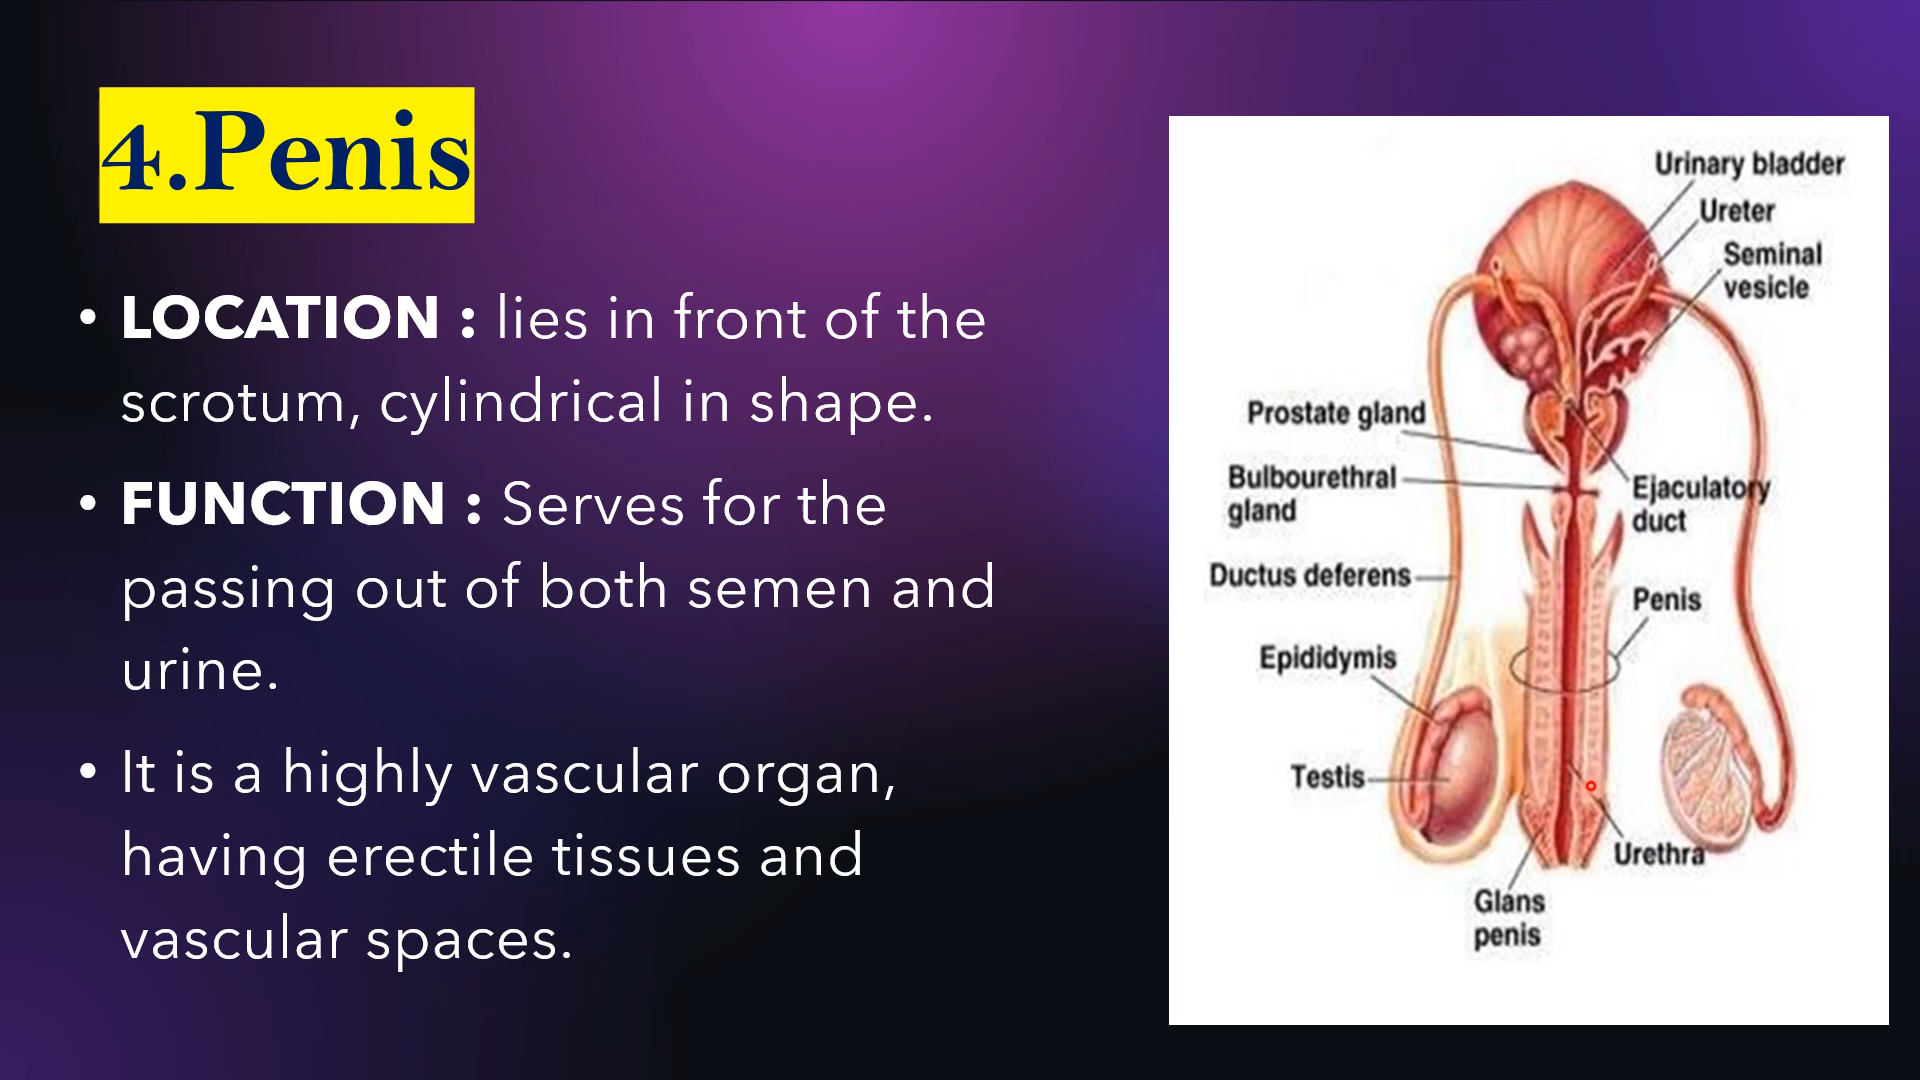 4.Penis
• LOCATION : lies in front of the
scrotum, cylindrical in shape.
• FUNCTION : Serves for the
passing out of both semen and
urine.
• It is a highly vascular organ,
having erectile tissues and
vascular spaces.
Urinary bladder
Ureter
Seminal
vesicle
Prostate gland
Bulbourethral
gland
Ejaculatory
duct
Ductus deferens
Penis
Epididymis
Testis
Urethra
Glans
penis